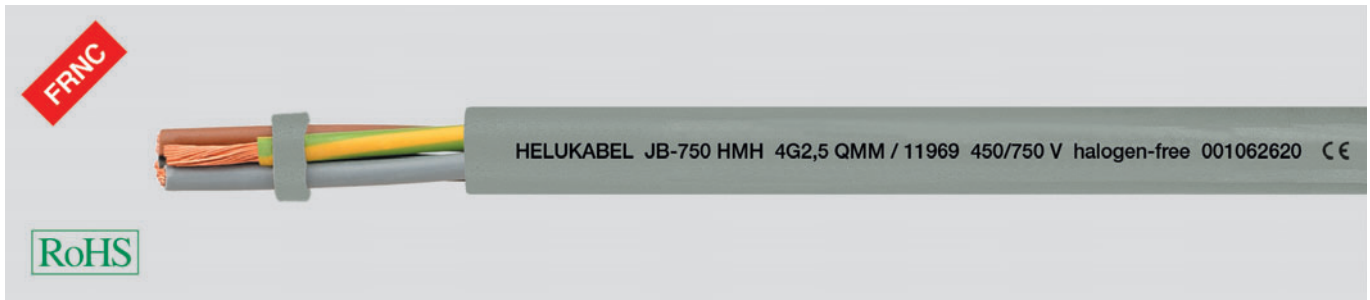 FRNC
HELUKABEL JB-750 HMH 4G2,5 QMM / 11969 450/750 V halogen-free 001062620 CE
RoHS